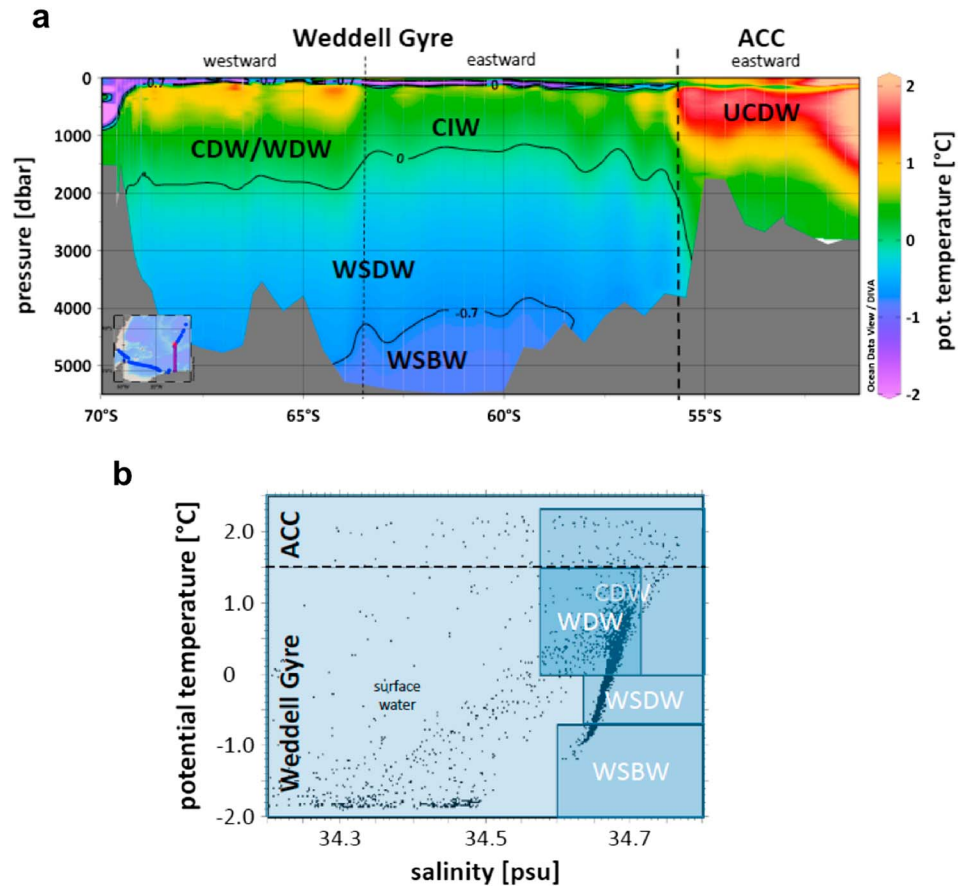 a
Weddell Gyre
ACC
westward
eastward
eastward
0
1000
2000
3000
4000
5000
pressure [dbar]
-0.7
-0.7
-0.7
0
CDW/WDW
CIW
UCDW
0
WSDW
-0.7
WSBW
70°S
65°S
60°S
55°S
Ocean Data View / DIVA
2
1
0
-1
-2
pot. temperature [°C]
b
potential temperature [°C]
2.0
1.0
0
-1.0
-2.0
ACC
Weddell Gyre
surface
water
CDW
WDW
WSDW
WSBW
34.3
34.5
34.7
salinity [psu]